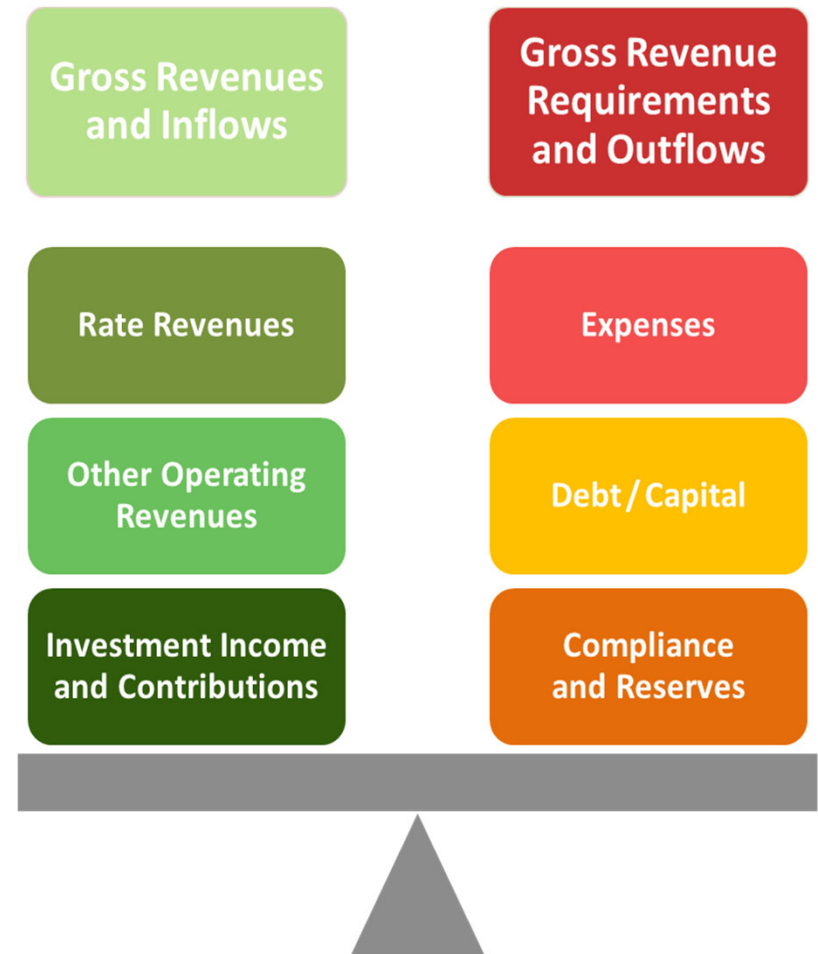 Gross Revenues
and Inflows
Gross Revenue
Requirements
and Outflows
Rate Revenues
Expenses
Other Operating
Revenues
Debt / Capital
Investment Income
and Contributions
Compliance
and Reserves